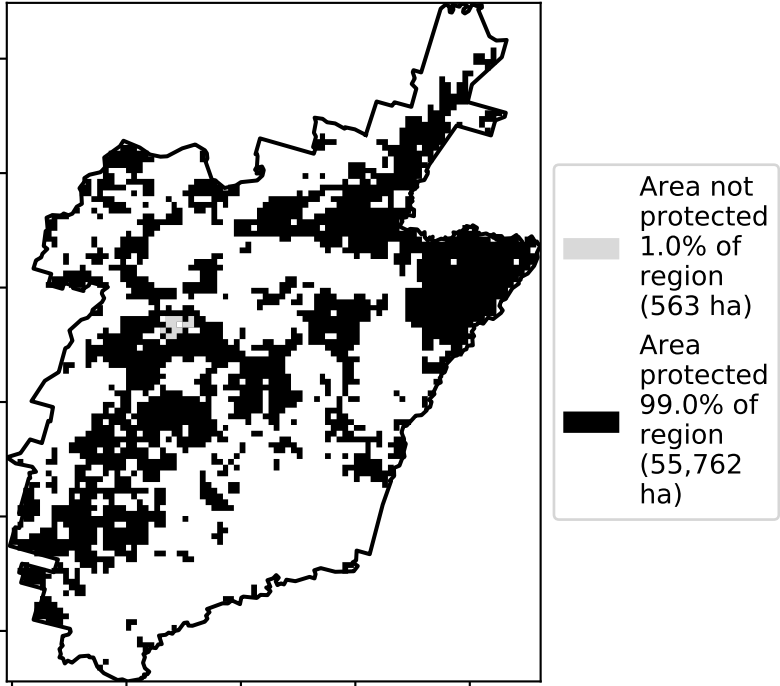 Area not
protected
1.0% of
region
(563 ha)
Area
protected
99.0% of
region
(55,762
ha)